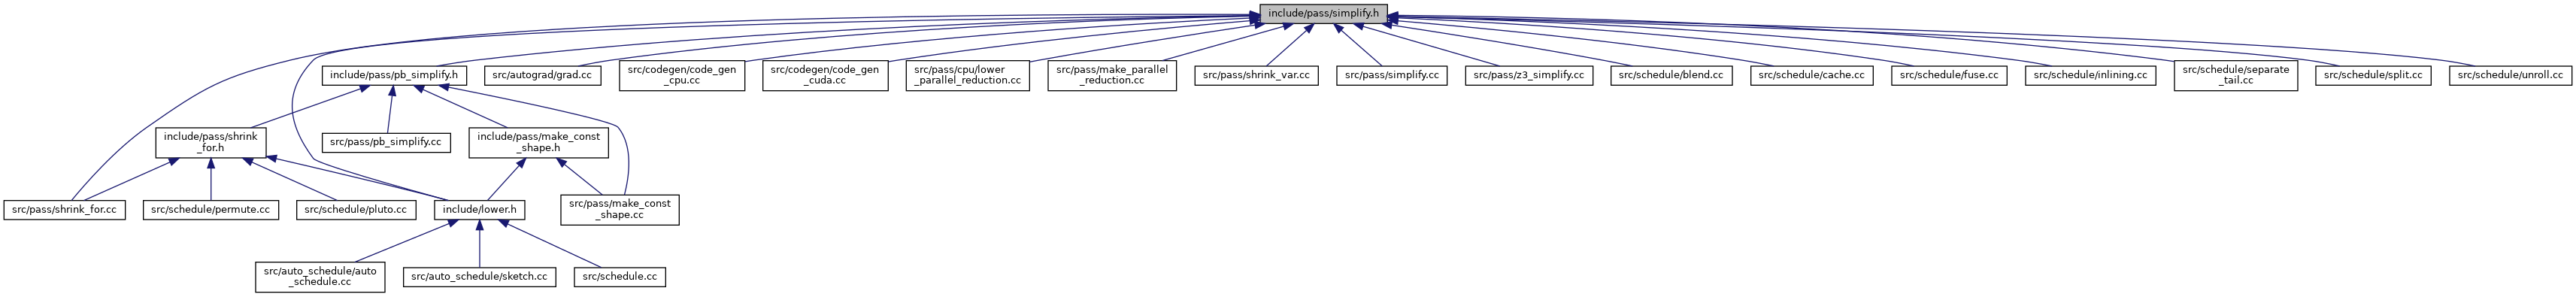 include/pass/simplify.h
include/pass/pb_simplify.h
src/autograd/grad.cc
src/codegen/code_gen
_cpu.cc
src/codegen/code_gen
_cuda.cc
src/pass/cpu/lower
_parallel_reduction.cc
src/pass/make_parallel
_reduction.cc
src/pass/shrink_var.cc
src/pass/simplify.cc
src/pass/z3_simplify.cc
src/schedule/blend.cc
src/schedule/cache.cc
src/schedule/fuse.cc
src/schedule/inlining.cc
src/schedule/separate
_tail.cc
src/schedule/split.cc
src/schedule/unroll.cc
include/pass/shrink
_for.h
src/pass/pb_simplify.cc
include/pass/make_const
_shape.h
src/pass/shrink_for.cc
src/schedule/permute.cc
src/schedule/pluto.cc
include/lower.h
src/pass/make_const
_shape.cc
src/auto_schedule/auto
_schedule.cc
src/auto_schedule/sketch.cc
src/schedule.cc